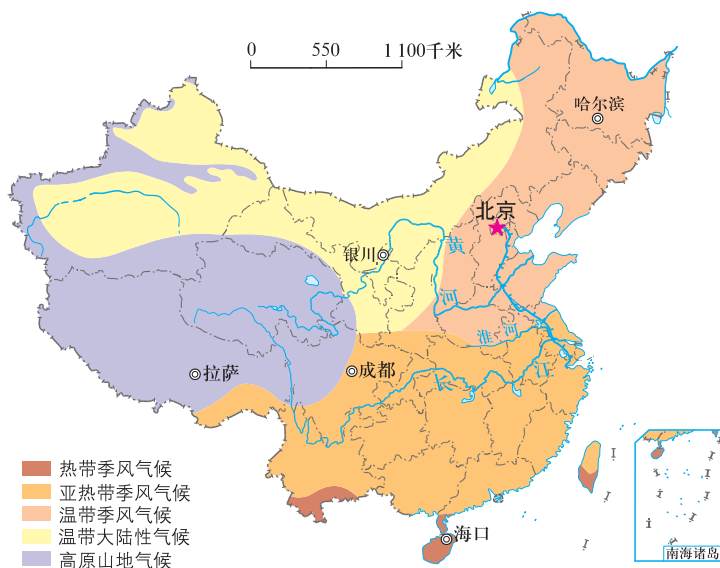 0 550 1 100千米
哈尔滨
北京
银川
黄
河
淮 河
拉萨
成都
长
江
海口
热带季风气候
亚热带季风气候
温带季风气候
温带大陆性气候
高原山地气候
南海诸岛